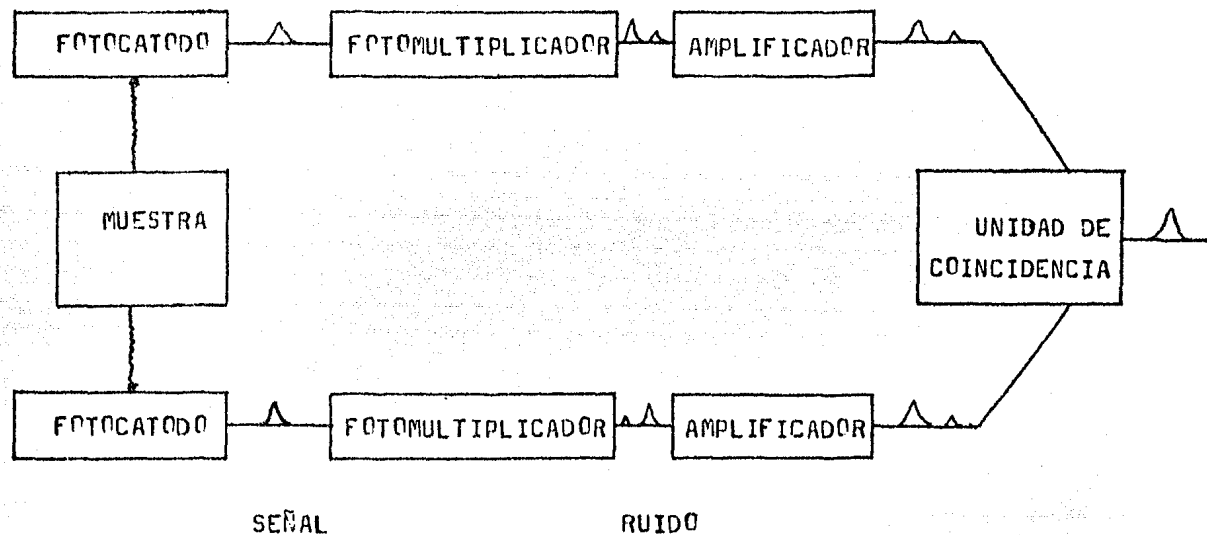 FOTOCATODO FOTOMULTIPLICADOR AMPLIFICADOR
MUESTRA
UNIDAD DE
COINCIDENCIA
FOTOCATODO FOTOMULTIPLICADOR AMPLIFICADOR
SEÑAL RUIDO